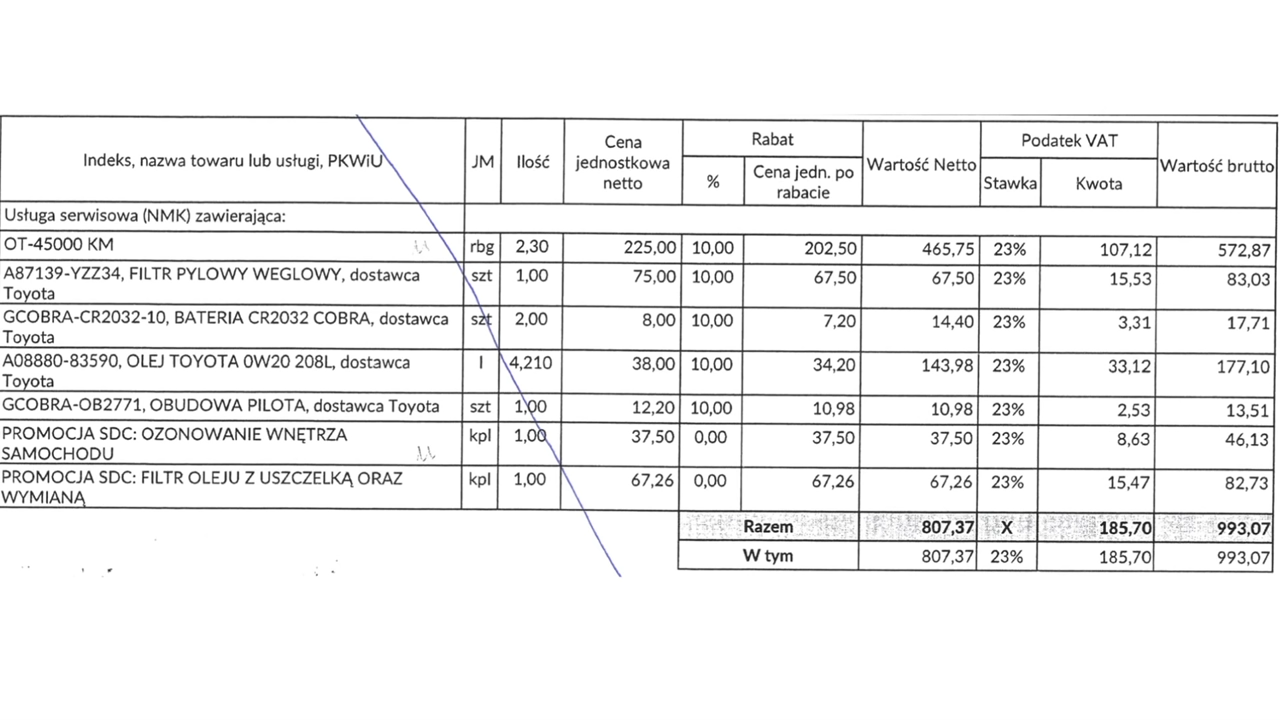 Indeks, nazwa towaru lub usługi, PKWiU JM Ilość Cena jednostkowa netto Rabat % Cena jedn. po rabacie Wartość Netto Podatek VAT Stawka Kwota Wartość brutto
Usługa serwisowa (NMK) zawierająca:
OT-45000 KM rbg 2,30 225,00 10,00 202,50 465,75 23% 107,12 572,87
A87139-YZZ34, FILTR PYLOWY WEGLOWY, dostawca szt 1,00 75,00 10,00 67,50 67,50 23% 15,53 83,03
Toyota
GCOBRA-CR2032-10, BATERIA CR2032 COBRA, dostawca szt 2,00 8,00 10,00 7,20 14,40 23% 3,31 17,71
Toyota
A08880-83590, OLEJ TOYOTA 0W20 208L, dostawca l 4,210 38,00 10,00 34,20 143,98 23% 33,12 177,10
Toyota
GCOBRA-OB2771, OBUDOWA PILOTA, dostawca Toyota szt 1,00 12,20 10,00 10,98 10,98 23% 2,53 13,51
PROMOCJA SDC: OZONOWANIE WNĘTRZA kpl 1,00 37,50 0,00 37,50 37,50 23% 8,63 46,13
SAMOCHODU
PROMOCJA SDC: FILTR OLEJU Z USZCZELKĄ ORAZ kpl 1,00 67,26 0,00 67,26 67,26 23% 15,47 82,73
WYMIANĄ
Razem 807,37 X 185,70 993,07
W tym 807,37 23% 185,70 993,07